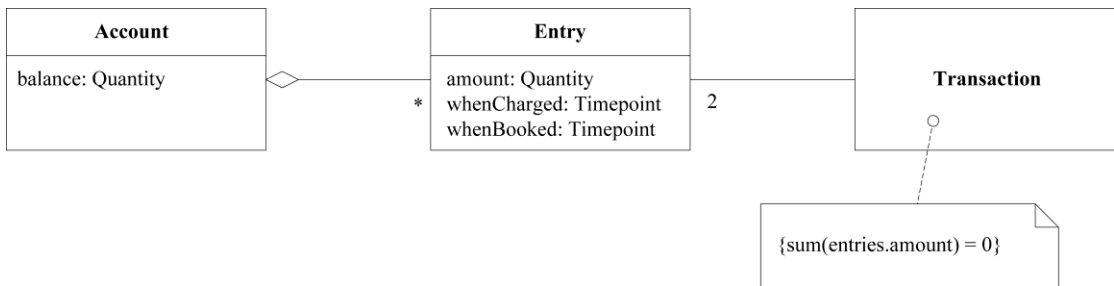 Account
balance: Quantity
*
Entry
amount: Quantity
whenCharged: Timepoint
whenBooked: Timepoint
2
Transaction
{sum(entries.amount) = 0}